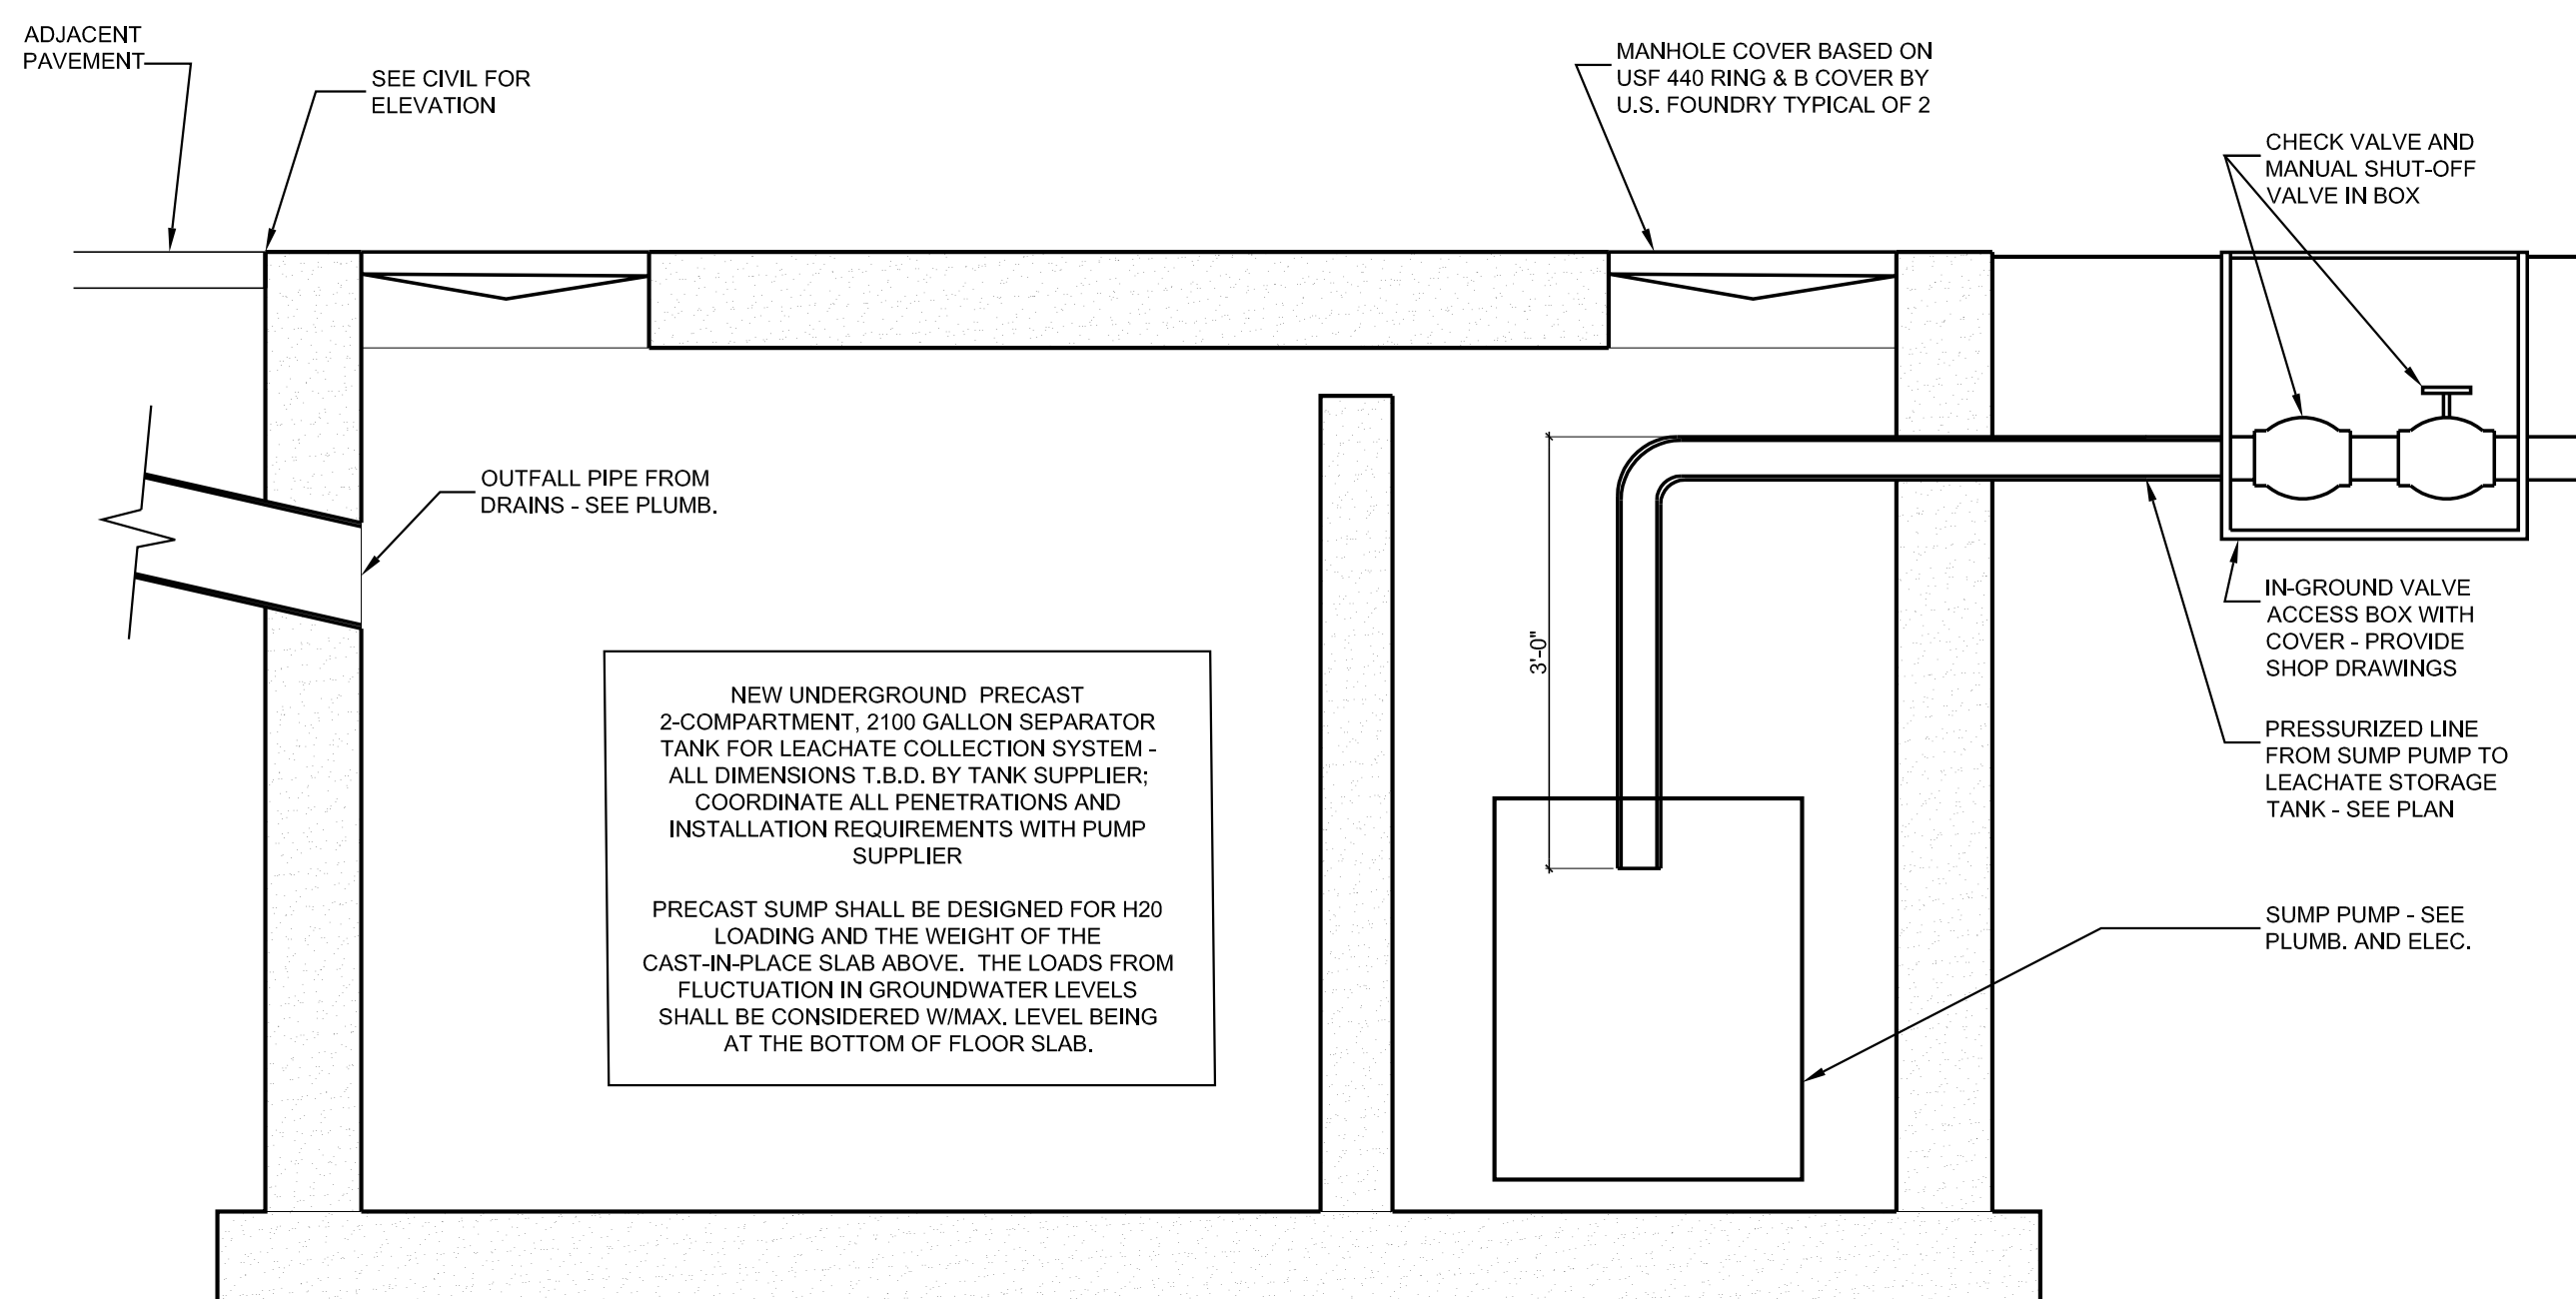 ADJACENT
PAVEMENT
SEE CIVIL FOR
ELEVATION
MANHOLE COVER BASED ON
USF 440 RING & B COVER BY
U.S. FOUNDRY TYPICAL OF 2
CHECK VALVE AND
MANUAL SHUT-OFF
VALVE IN BOX
OUTFALL PIPE FROM
DRAINS - SEE PLUMB.
3'-0"
IN-GROUND VALVE
ACCESS BOX WITH
COVER - PROVIDE
SHOP DRAWINGS
NEW UNDERGROUND PRECAST
2-COMPARTMENT, 2100 GALLON SEPARATOR
TANK FOR LEACHATE COLLECTION SYSTEM -
ALL DIMENSIONS T.B.D. BY TANK SUPPLIER;
COORDINATE ALL PENETRATIONS AND
INSTALLATION REQUIREMENTS WITH PUMP
SUPPLIER
PRECAST SUMP SHALL BE DESIGNED FOR H20
LOADING AND THE WEIGHT OF THE
CAST-IN-PLACE SLAB ABOVE. THE LOADS FROM
FLUCTUATION IN GROUNDWATER LEVELS
SHALL BE CONSIDERED W/MAX. LEVEL BEING
AT THE BOTTOM OF FLOOR SLAB.
PRESSURIZED LINE
FROM SUMP PUMP TO
LEACHATE STORAGE
TANK - SEE PLAN
SUMP PUMP - SEE
PLUMB. AND ELEC.